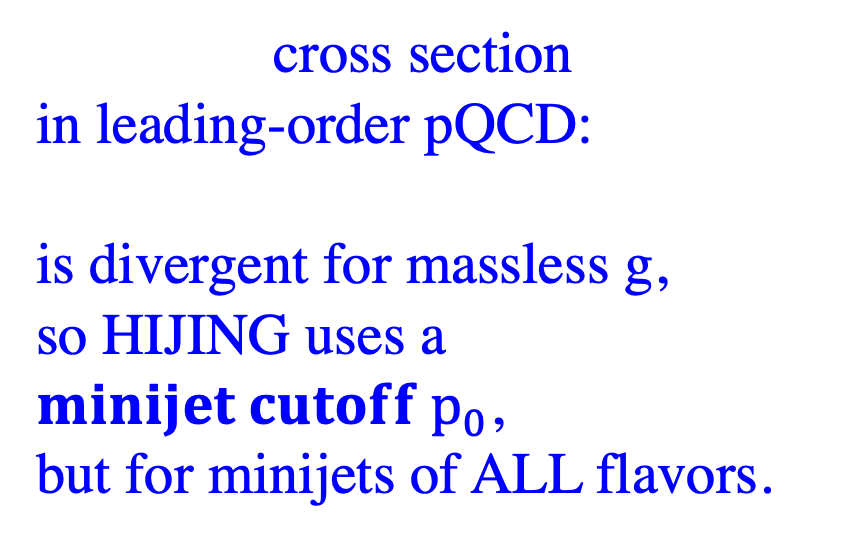 cross section
in leading-order pQCD:
is divergent for massless g,
so HIJING uses a
minijet cutoff p₀,
but for minijets of ALL flavors.